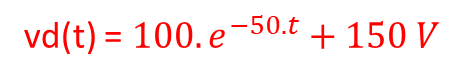 vd(t) = 100. e^{-50.t} + 150 V